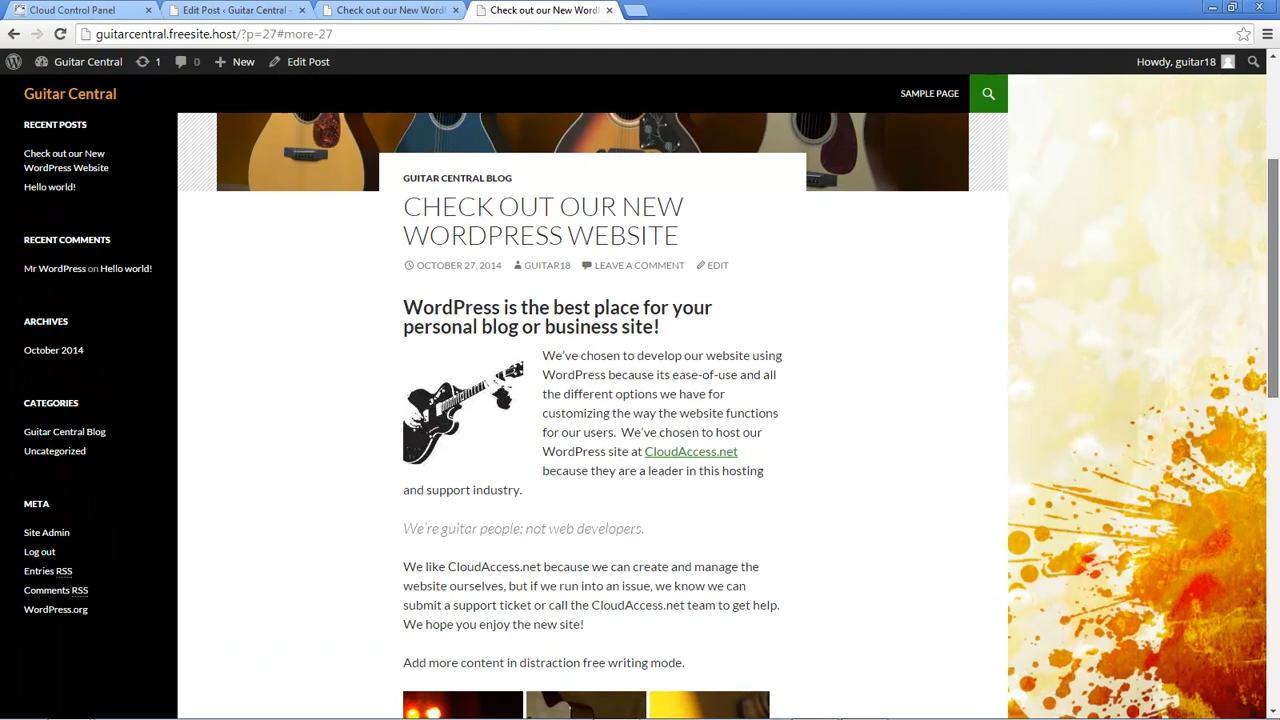 Cloud Control Panel
Edit Post ‹ Guitar Central –
Check out our New Word
Check out our New Word
guitarcentral.freesite.host/?p=27#more-27
Guitar Central
1
0
New
Edit Post
Howdy, guitar18
Guitar Central
SAMPLE PAGE
RECENT POSTS
Check out our New
WordPress Website
Hello world!
RECENT COMMENTS
Mr WordPress on Hello world!
ARCHIVES
October 2014
CATEGORIES
Guitar Central Blog
Uncategorized
META
Site Admin
Log out
Entries RSS
Comments RSS
WordPress.org
GUITAR CENTRAL BLOG
CHECK OUT OUR NEW
WORDPRESS WEBSITE
OCTOBER 27, 2014 GUITAR18 LEAVE A COMMENT EDIT
WordPress is the best place for your
personal blog or business site!
We've chosen to develop our website using
WordPress because its ease-of-use and all
the different options we have for
customizing the way the website functions
for our users. We've chosen to host our
WordPress site at CloudAccess.net
because they are a leader in this hosting
and support industry.
We're guitar people; not web developers.
We like CloudAccess.net because we can create and manage the
website ourselves, but if we run into an issue, we know we can
submit a support ticket or call the CloudAccess.net team to get help.
We hope you enjoy the new site!
Add more content in distraction free writing mode.